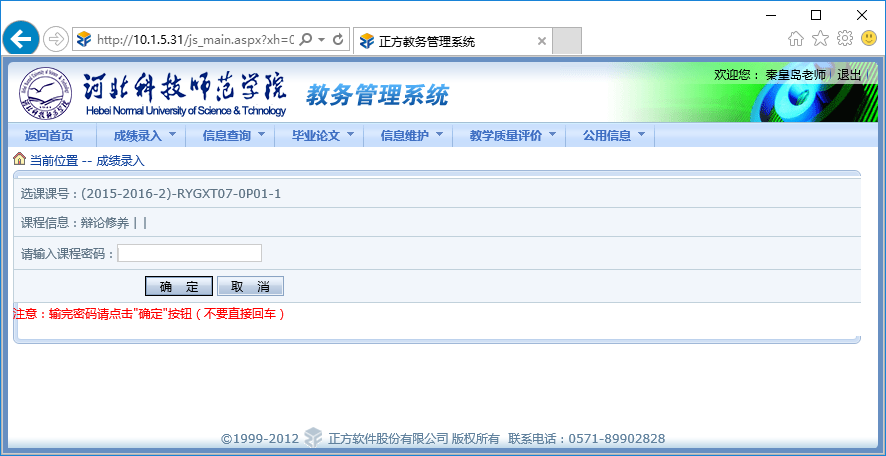 http://10.1.5.31/js_main.aspx?xh=0
正方教务管理系统
欢迎您： 秦皇岛老师 退出
河北科技师范学院 教务管理系统
Hebei Normal University of Science & Tchnology
返回首页 成绩录入 信息查询 毕业论文 信息维护 教学质量评价 公用信息
当前位置 -- 成绩录入
选课课号：(2015-2016-2)-RYGXT07-0P01-1
课程信息：辩论修养 | |
请输入课程密码：
确 定 取 消
注意：输完密码请点击"确定"按钮（不要直接回车）
©1999-2012 正方软件股份有限公司 版权所有 联系电话：0571-89902828